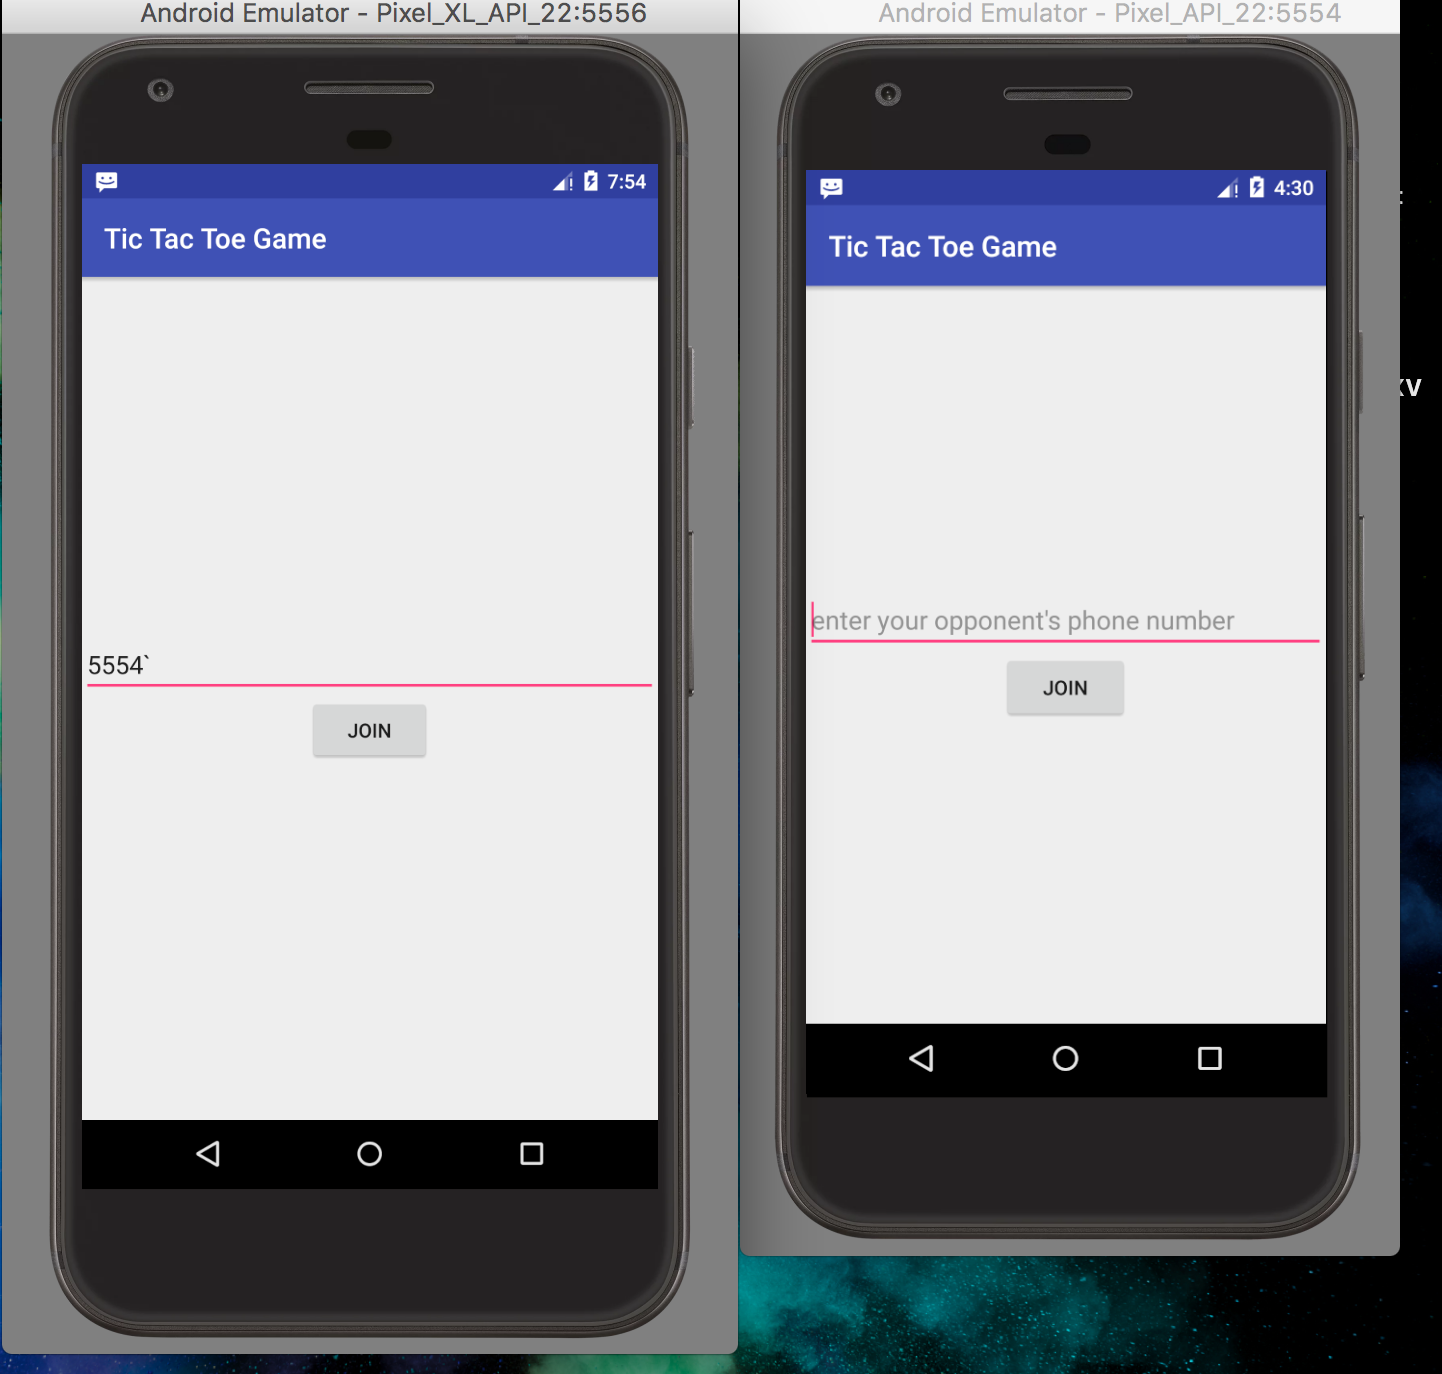 Android Emulator - Pixel_XL_API_22:5556
7:54
Tic Tac Toe Game
5554`
JOIN
Android Emulator - Pixel_API_22:5554
4:30
Tic Tac Toe Game
enter your opponent's phone number
JOIN